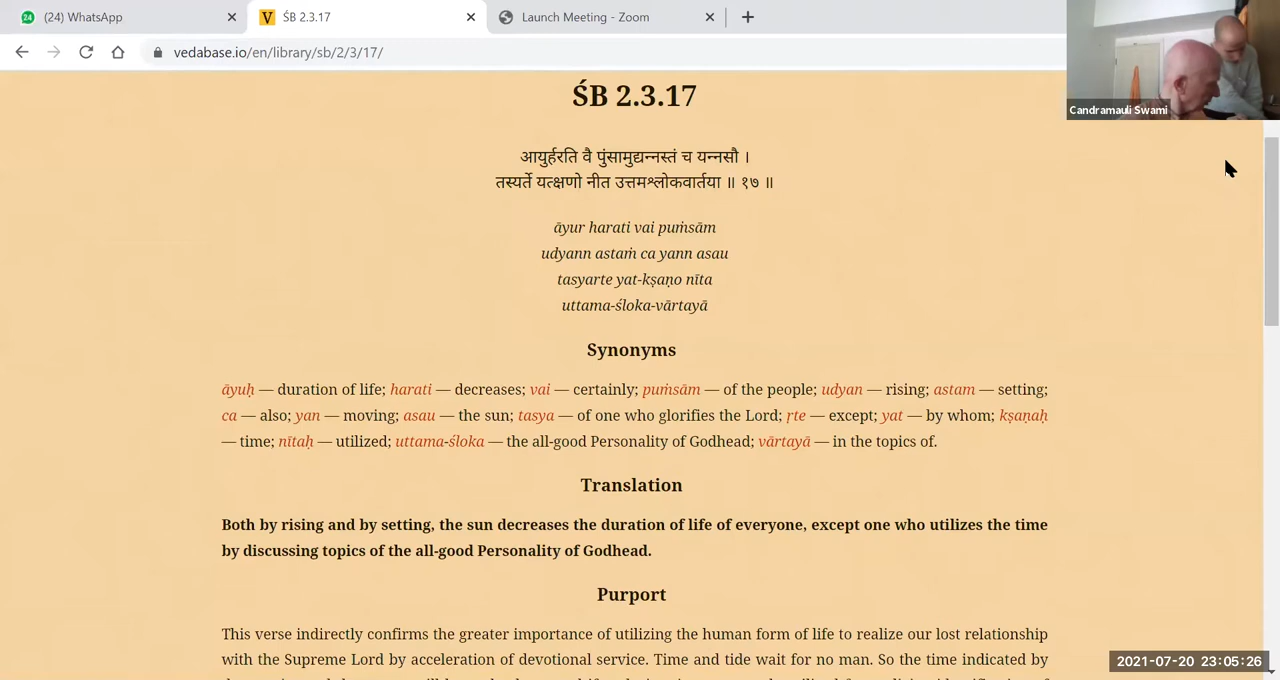 (24) WhatsApp
ŚB 2.3.17
Launch Meeting - Zoom
vedabase.io/en/library/sb/2/3/17/
Candramauli Swami
ŚB 2.3.17
आयुर्हरति वै पुंसामुद्यन्नस्तं च यन्नसौ ।
तस्यर्ते यत्क्षणो नीत उत्तमश्लोकवार्तया ॥ १७ ॥
āyur harati vai puṁsām
udyann astaṁ ca yann asau
tasyarte yat-kṣaṇo nīta
uttama-śloka-vārtayā
Synonyms
āyuḥ — duration of life; harati — decreases; vai — certainly; puṁsām — of the people; udyan — rising; astam — setting;
ca — also; yan — moving; asau — the sun; tasya — of one who glorifies the Lord; ṛte — except; yat — by whom; kṣaṇaḥ
— time; nītaḥ — utilized; uttama-śloka — the all-good Personality of Godhead; vārtayā — in the topics of.
Translation
Both by rising and by setting, the sun decreases the duration of life of everyone, except one who utilizes the time
by discussing topics of the all-good Personality of Godhead.
Purport
This verse indirectly confirms the greater importance of utilizing the human form of life to realize our lost relationship
with the Supreme Lord by acceleration of devotional service. Time and tide wait for no man. So the time indicated by
2021-07-20 23:05:26